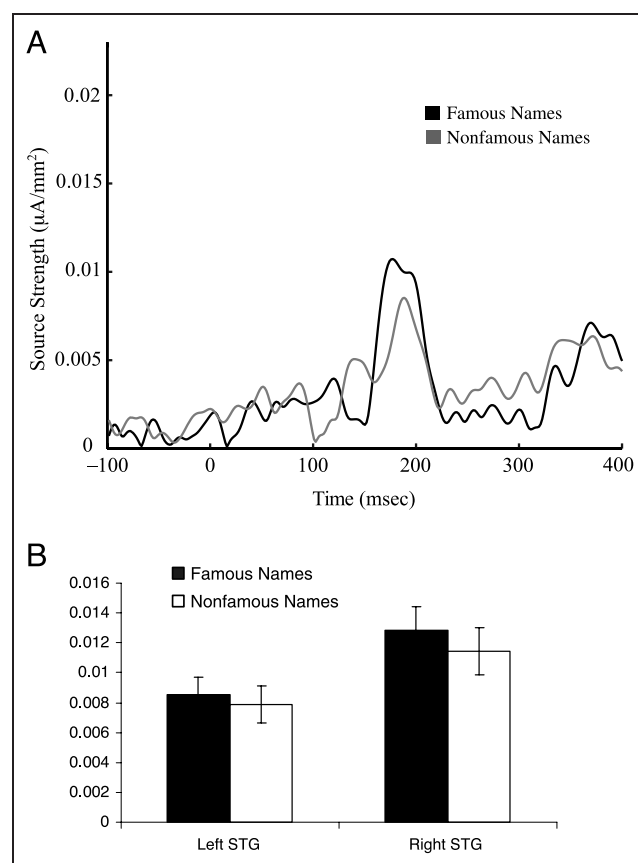 A
0.02
0.015
0.01
0.005
0
Source Strength (µA/mm²)
Famous Names
Nonfamous Names
−100
0
100
200
300
400
Time (msec)
B
Famous Names
Nonfamous Names
0.016
0.014
0.012
0.01
0.008
0.006
0.004
0.002
0
Left STG
Right STG